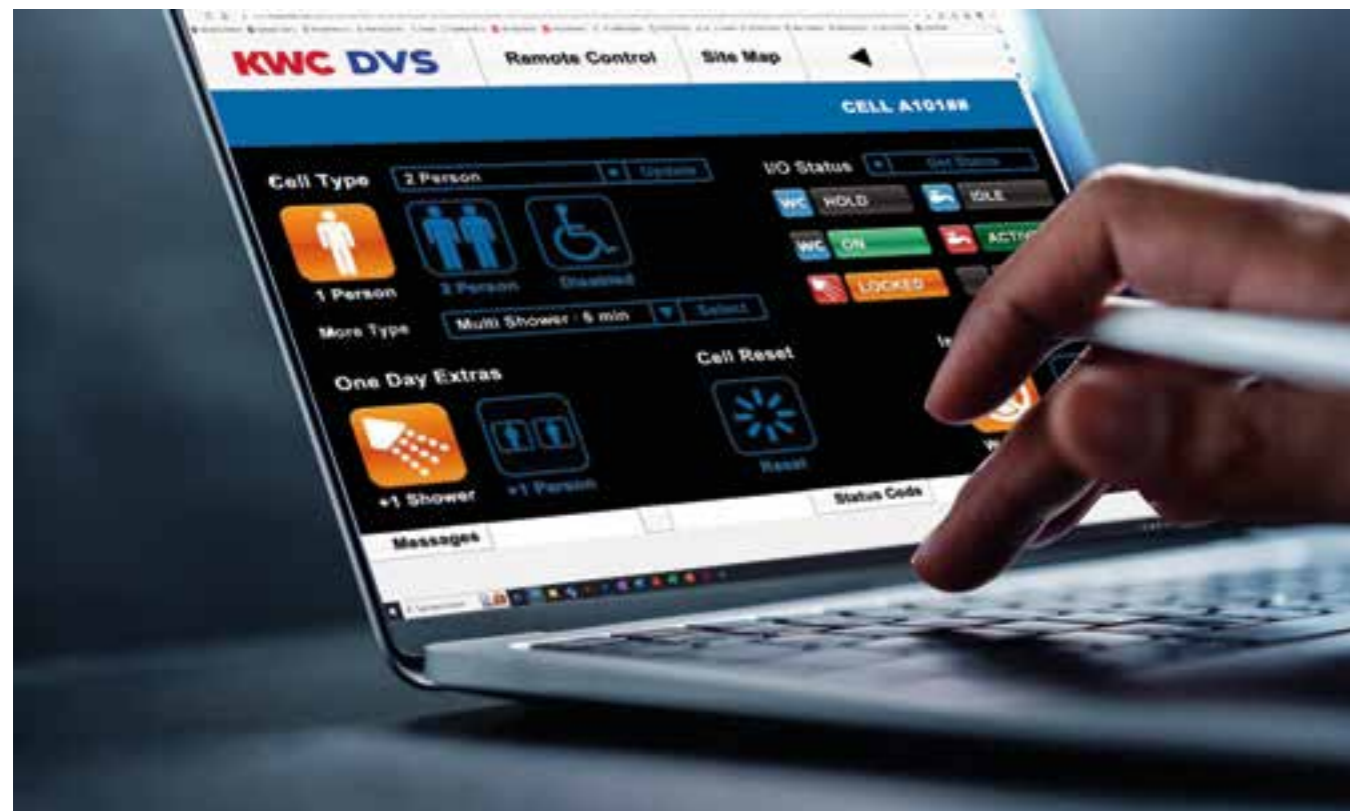 KWC DVS
Remote Control
Site Map
CELL A10188
Cell Type
2 Person
Update
I/O Status
Get Status
WC HOLD
IDLE
WC ON
ACTIVE
LOCKED
1 Person
2 Person
Disabled
More Type
Multi Shower 6 min
Select
One Day Extras
Cell Reset
+1 Shower
+1 Person
Reset
Messages
Status Code